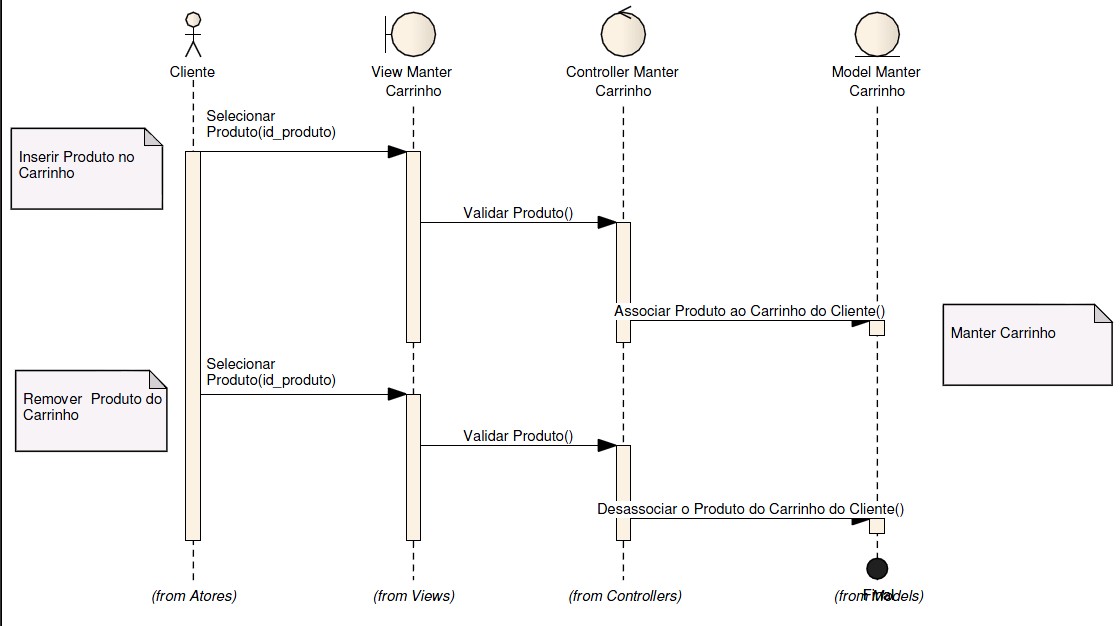 Cliente
View Manter
Carrinho
Controller Manter
Carrinho
Model Manter
Carrinho
Selecionar
Produto(id_produto)
Inserir Produto no
Carrinho
Validar Produto()
Associar Produto ao Carrinho do Cliente()
Manter Carrinho
Selecionar
Produto(id_produto)
Remover Produto do
Carrinho
Validar Produto()
Desassociar o Produto do Carrinho do Cliente()
(from Atores)
(from Views)
(from Controllers)
(from Models)
Final